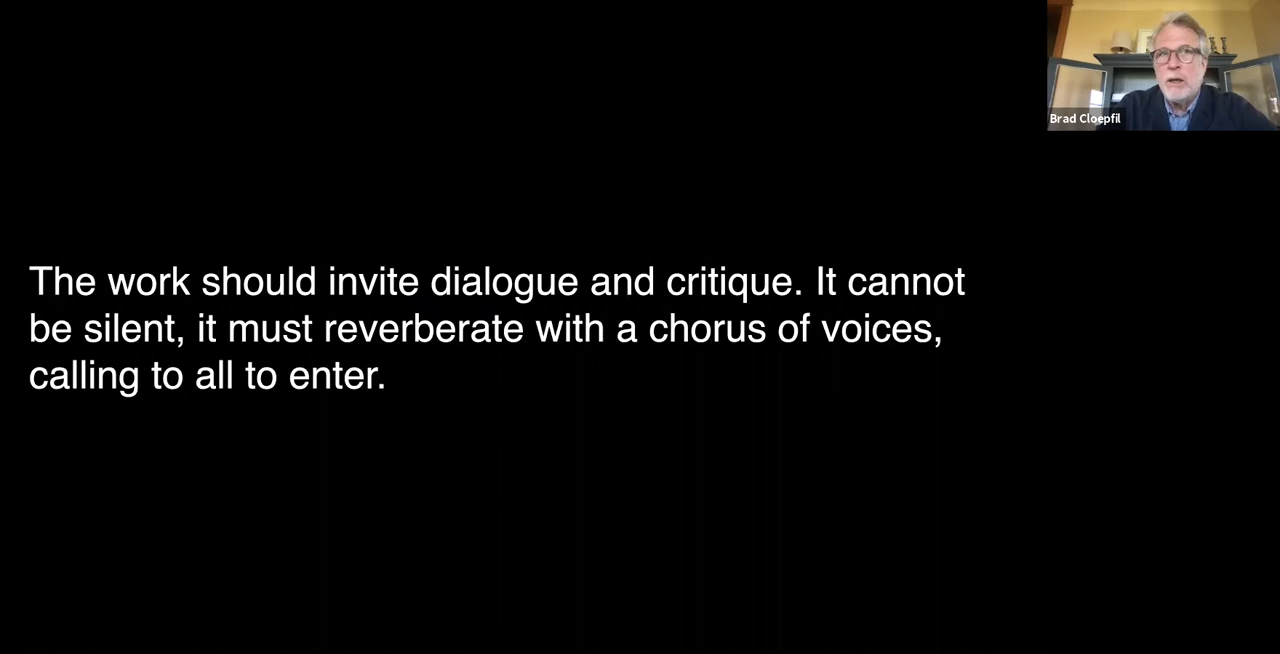 Brad Cloepfil
The work should invite dialogue and critique. It cannot
be silent, it must reverberate with a chorus of voices,
calling to all to enter.